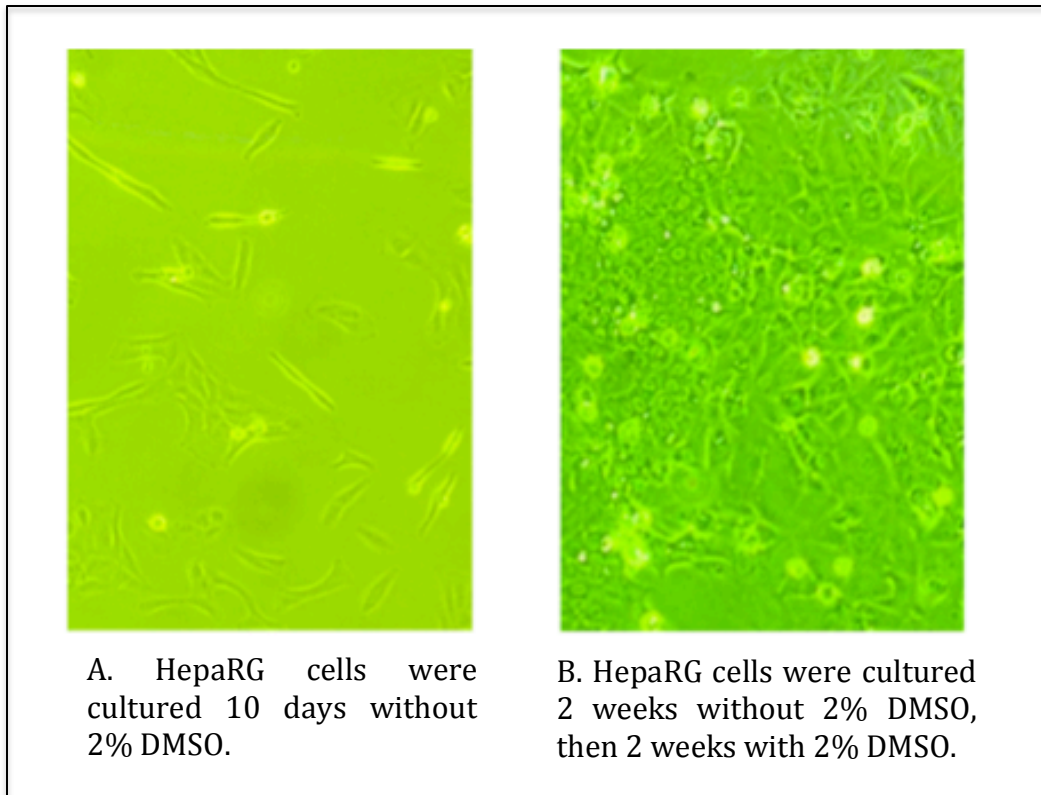 A. HepaRG cells were
cultured 10 days without
2% DMSO.
B. HepaRG cells were cultured
2 weeks without 2% DMSO,
then 2 weeks with 2% DMSO.